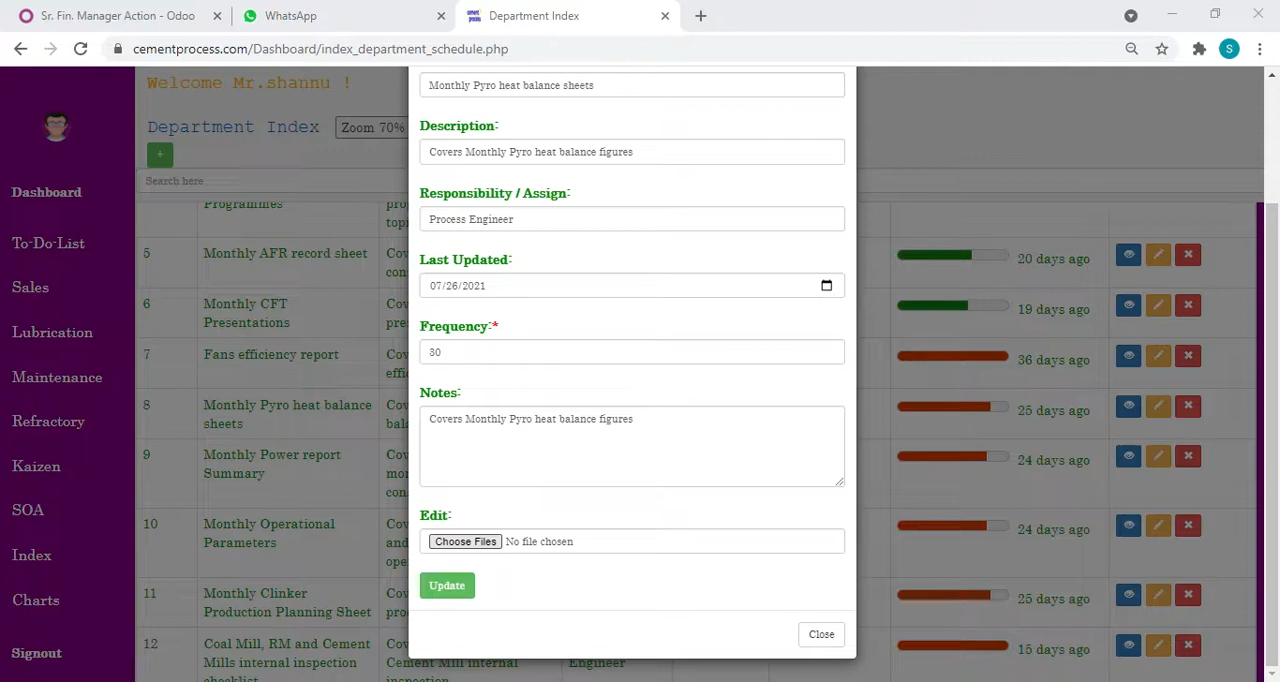 Sr. Fin. Manager Action - Odoo
WhatsApp
Department Index
cementprocess.com/Dashboard/index_department_schedule.php
S
Welcome Mr.shannu !
Department Index
Zoom 70%
+
Search here
Dashboard
To-Do-List
Sales
Lubrication
Maintenance
Refractory
Kaizen
SOA
Index
Charts
Signout
Programmes
5
Monthly AFR record sheet
20 days ago
6
Monthly CFT
Presentations
19 days ago
7
Fans efficiency report
36 days ago
8
Monthly Pyro heat balance
sheets
25 days ago
9
Monthly Power report
Summary
24 days ago
10
Monthly Operational
Parameters
24 days ago
11
Monthly Clinker
Production Planning Sheet
25 days ago
12
Coal Mill, RM and Cement
Mills internal inspection
checklist
Cement Mill internal
inspection
Engineer
15 days ago
Monthly Pyro heat balance sheets
Description:
Covers Monthly Pyro heat balance figures
Responsibility / Assign:
Process Engineer
Last Updated:
07/26/2021
Frequency:*
30
Notes:
Covers Monthly Pyro heat balance figures
Edit:
Choose Files No file chosen
Update
Close